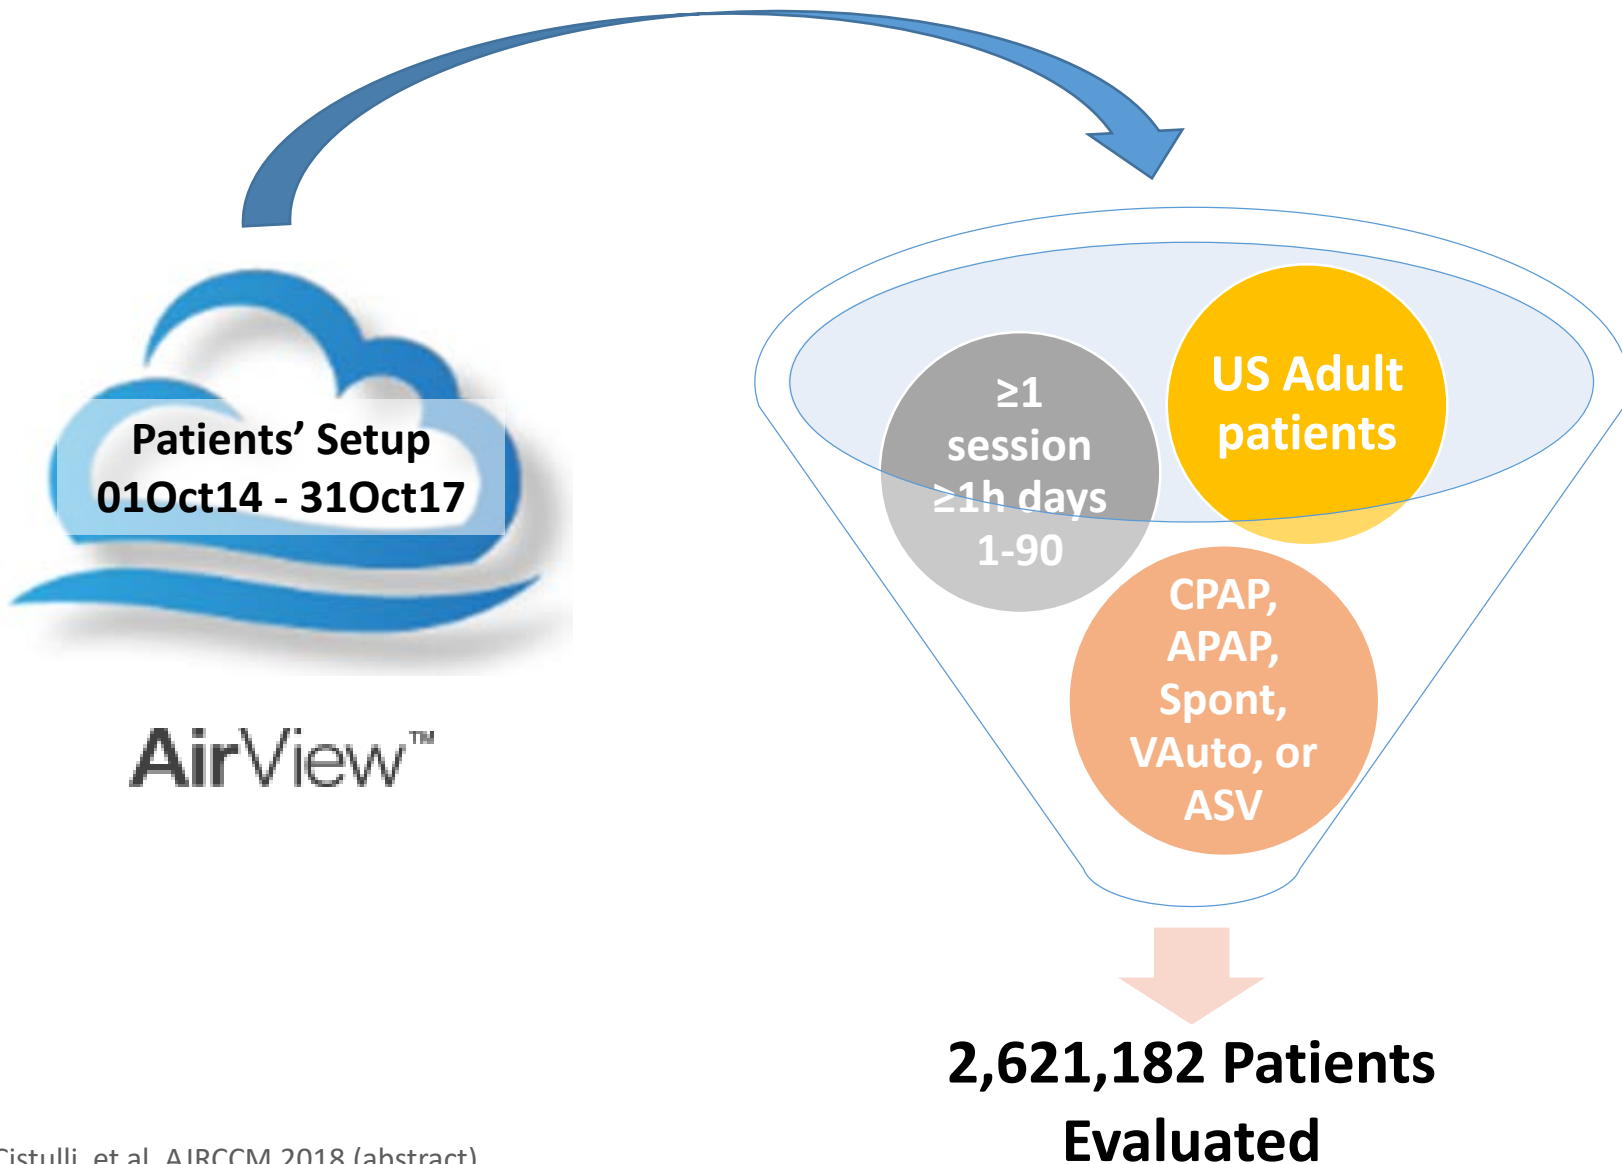 Patients’ Setup
01Oct14 - 31Oct17
AirView™
≥1
session
≥1h days
1-90
US Adult
patients
CPAP,
APAP,
Spont,
VAuto, or
ASV
2,621,182 Patients
Evaluated
Cistulli, et al. AJRCCM 2018 (abstract)